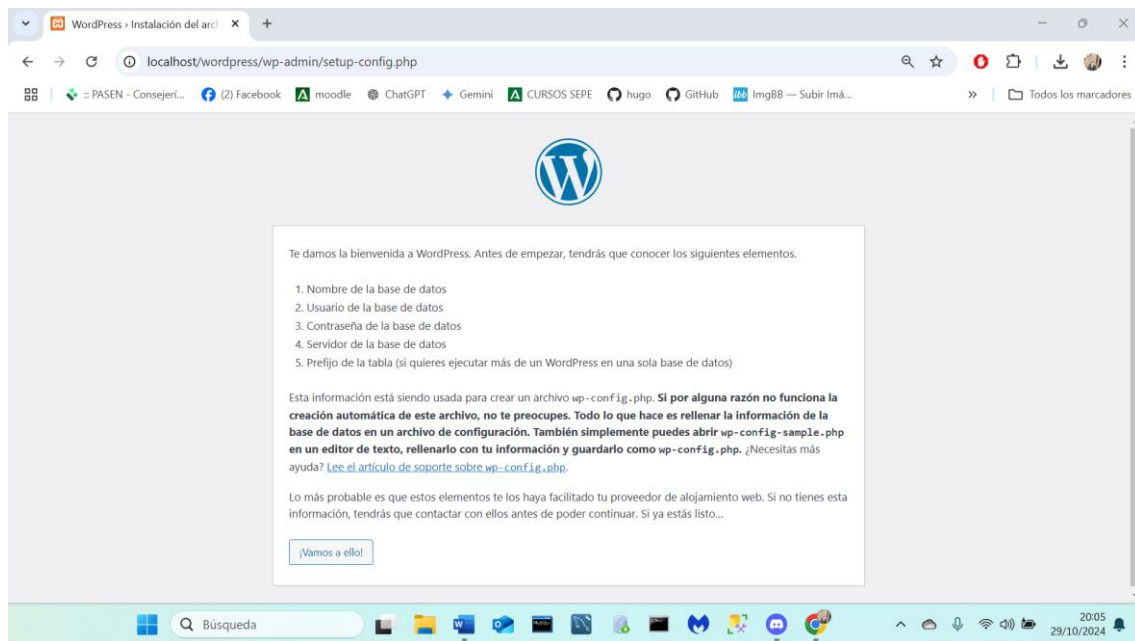 WordPress › Instalación del arc
localhost/wordpress/wp-admin/setup-config.php
:: PASEN - Consejerí... (2) Facebook moodle ChatGPT Gemini CURSOS SEPE hugo GitHub ibb ImgBB — Subir Imá... » Todos los marcadores
Te damos la bienvenida a WordPress. Antes de empezar, tendrás que conocer los siguientes elementos.
1. Nombre de la base de datos
2. Usuario de la base de datos
3. Contraseña de la base de datos
4. Servidor de la base de datos
5. Prefijo de la tabla (si quieres ejecutar más de un WordPress en una sola base de datos)
Esta información está siendo usada para crear un archivo wp-config.php. Si por alguna razón no funciona la
creación automática de este archivo, no te preocupes. Todo lo que hace es rellenar la información de la
base de datos en un archivo de configuración. También simplemente puedes abrir wp-config-sample.php
en un editor de texto, rellenarlo con tu información y guardarlo como wp-config.php. ¿Necesitas más
ayuda? Lee el artículo de soporte sobre wp-config.php.
Lo más probable es que estos elementos te los haya facilitado tu proveedor de alojamiento web. Si no tienes esta
información, tendrás que contactar con ellos antes de poder continuar. Si ya estás listo...
¡Vamos a ello!
Búsqueda
20:05
29/10/2024